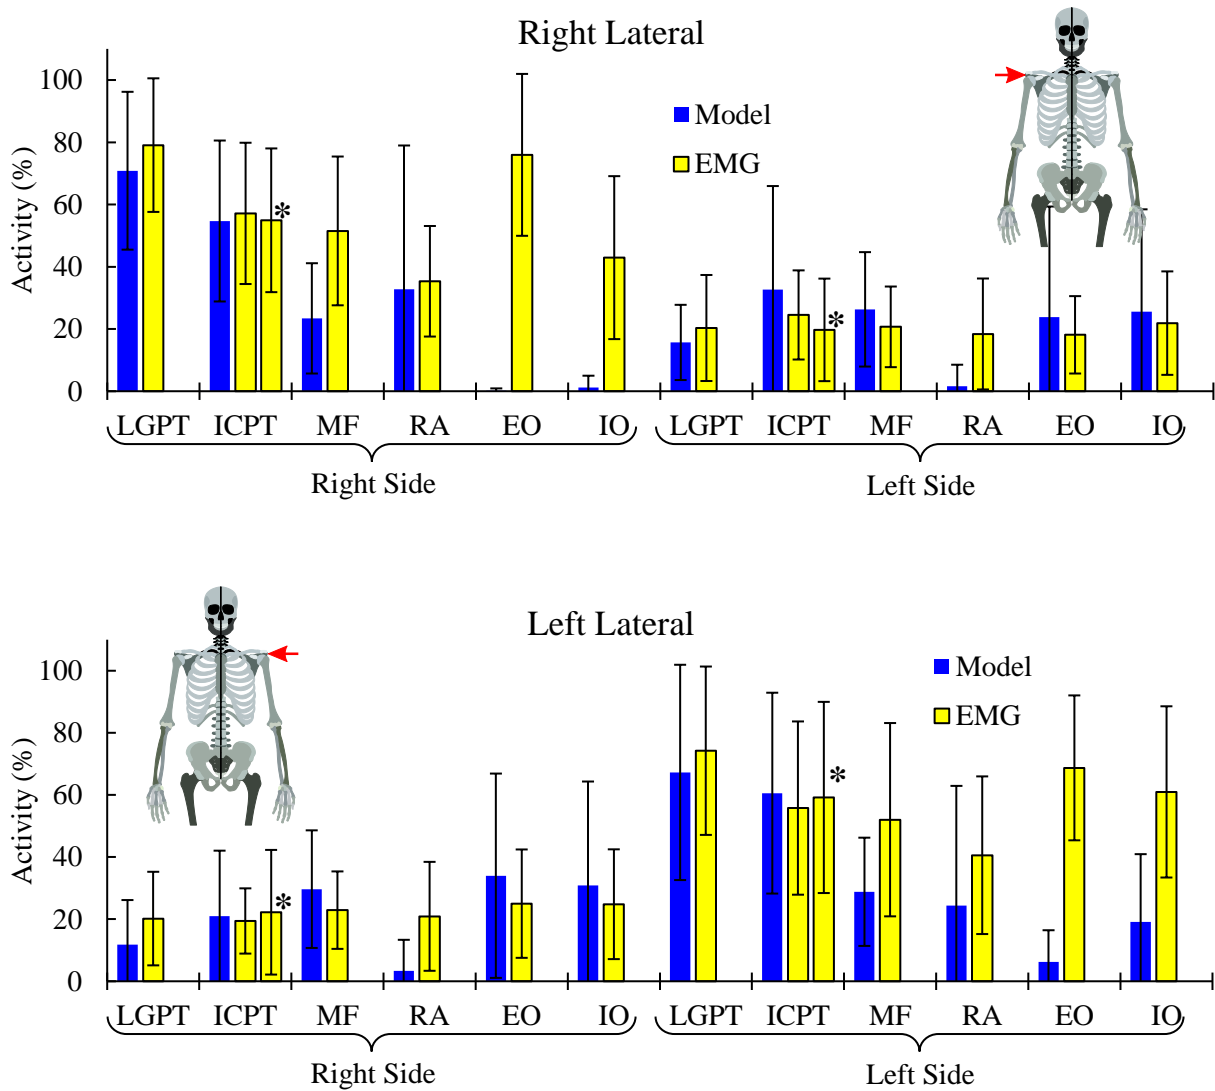 Right Lateral
Activity (%)
100
80
60
40
20
0
Model
EMG
*
*
LGPT ICPT MF RA EO IO LGPT ICPT MF RA EO IO
Right Side Left Side
Left Lateral
Activity (%)
100
80
60
40
20
0
Model
EMG
*
*
LGPT ICPT MF RA EO IO LGPT ICPT MF RA EO IO
Right Side Left Side